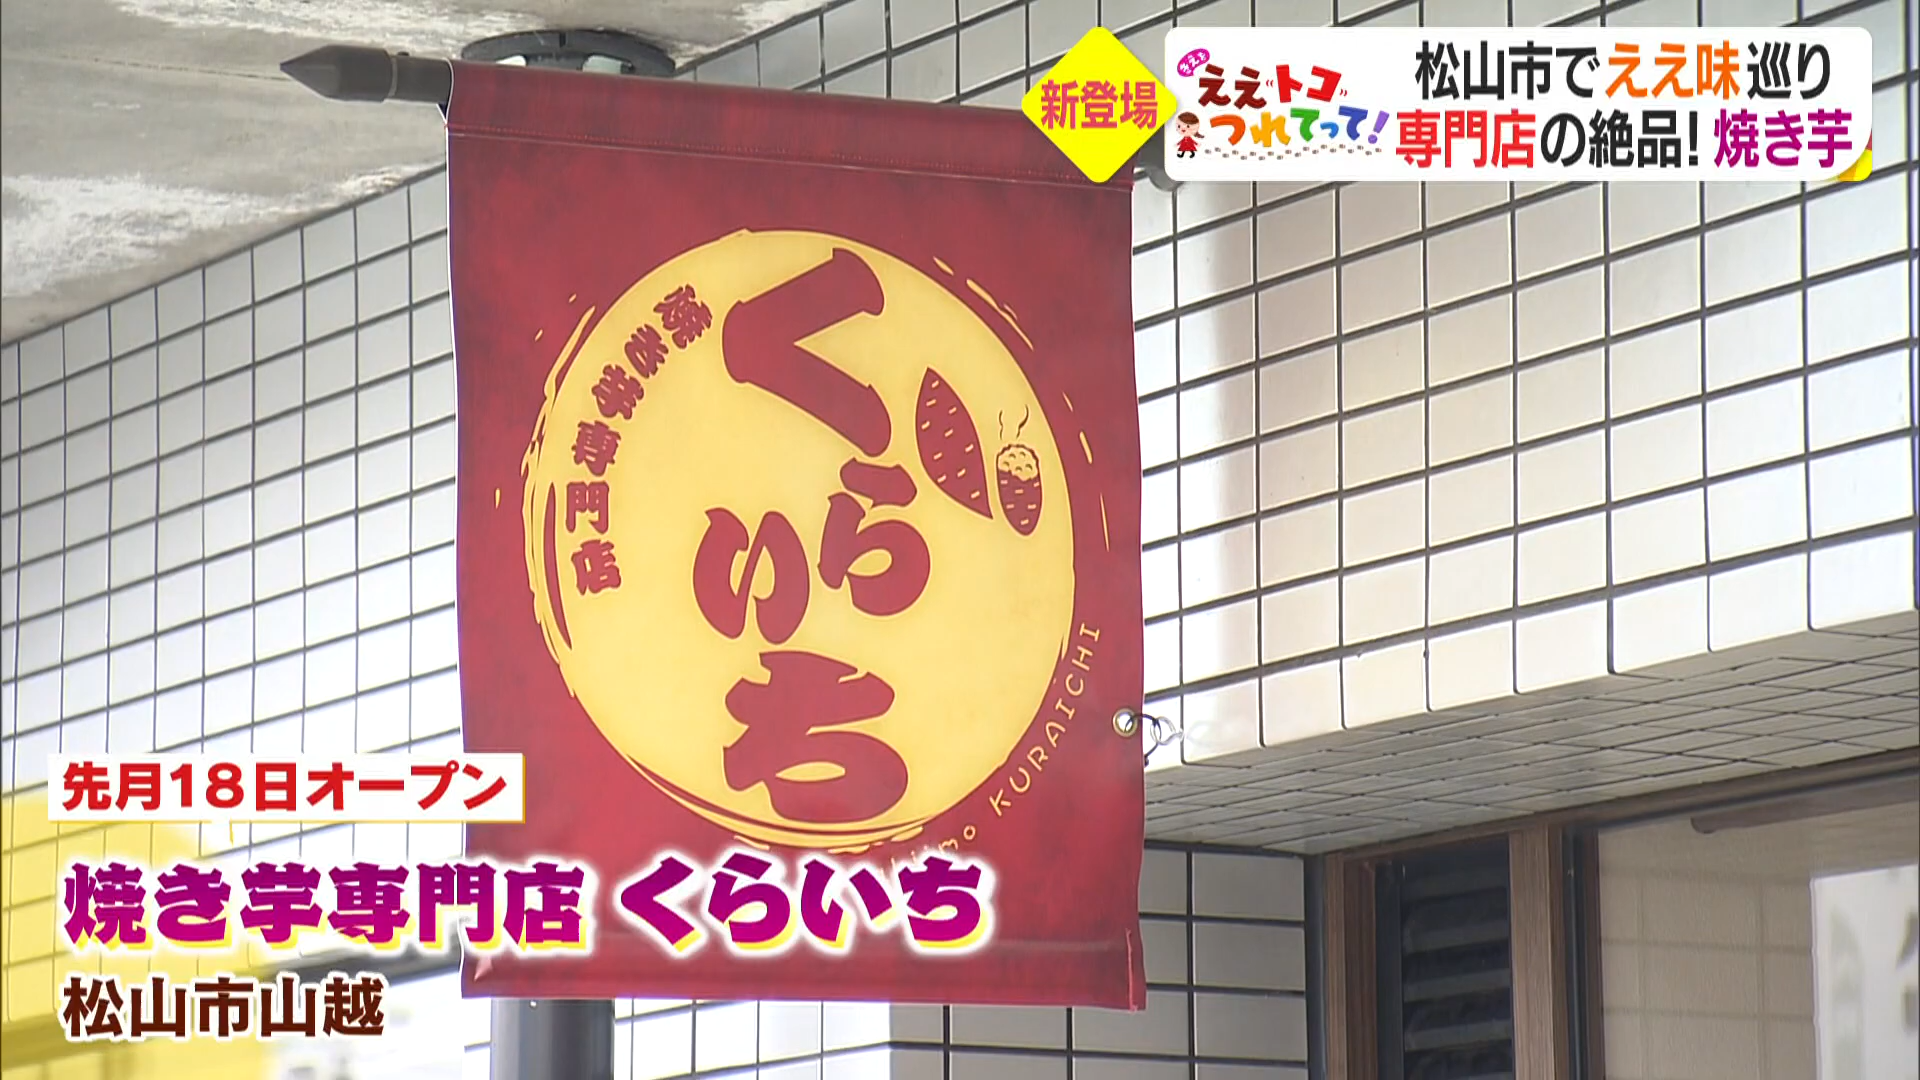 新登場
さえの
ええ"トコ"
つれてって!
松山市でええ味巡り
専門店の絶品!焼き芋
焼き芋専門店
くらいち
KURAICHI
先月18日オープン
焼き芋専門店 くらいち
松山市山越